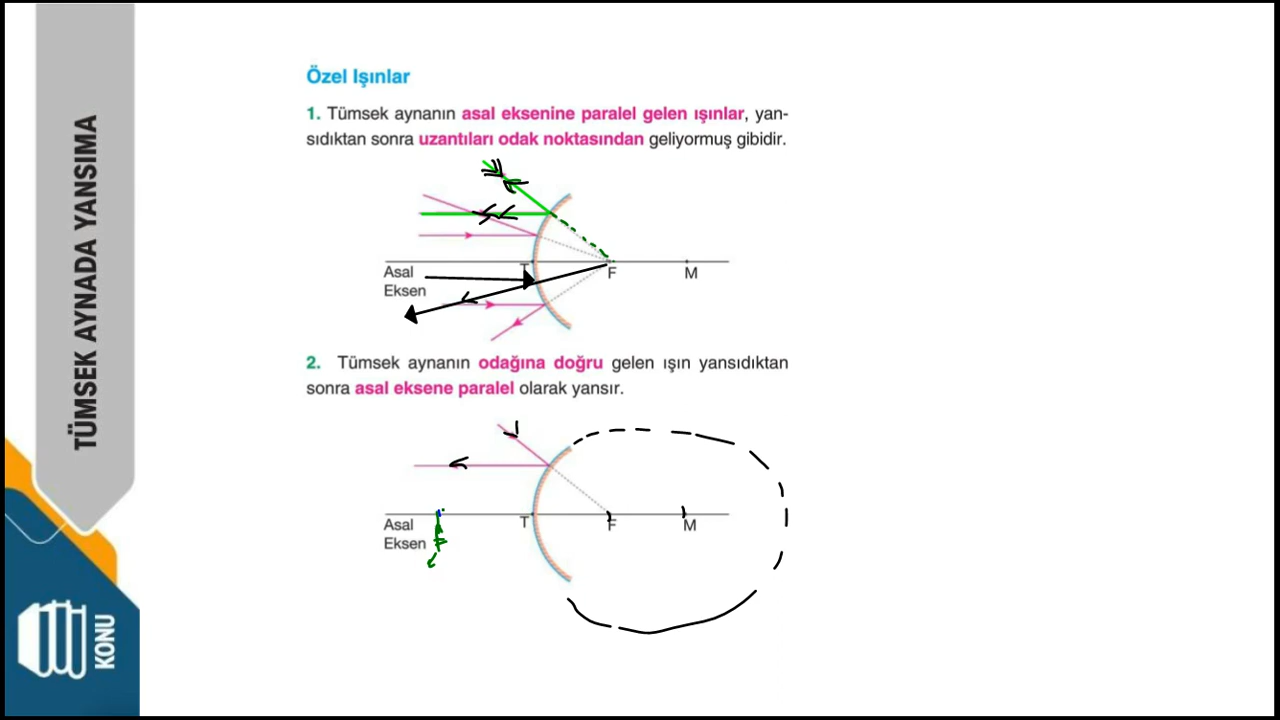 TÜMSEK AYNADA YANSIMA
Özel Işınlar
1. Tümsek aynanın asal eksenine paralel gelen ışınlar, yan-
sıdıktan sonra uzantıları odak noktasından geliyormuş gibidir.
Asal
Eksen
T
F
M
2. Tümsek aynanın odağına doğru gelen ışın yansıdıktan
sonra asal eksene paralel olarak yansır.
Asal
Eksen
T
F
M
KONU